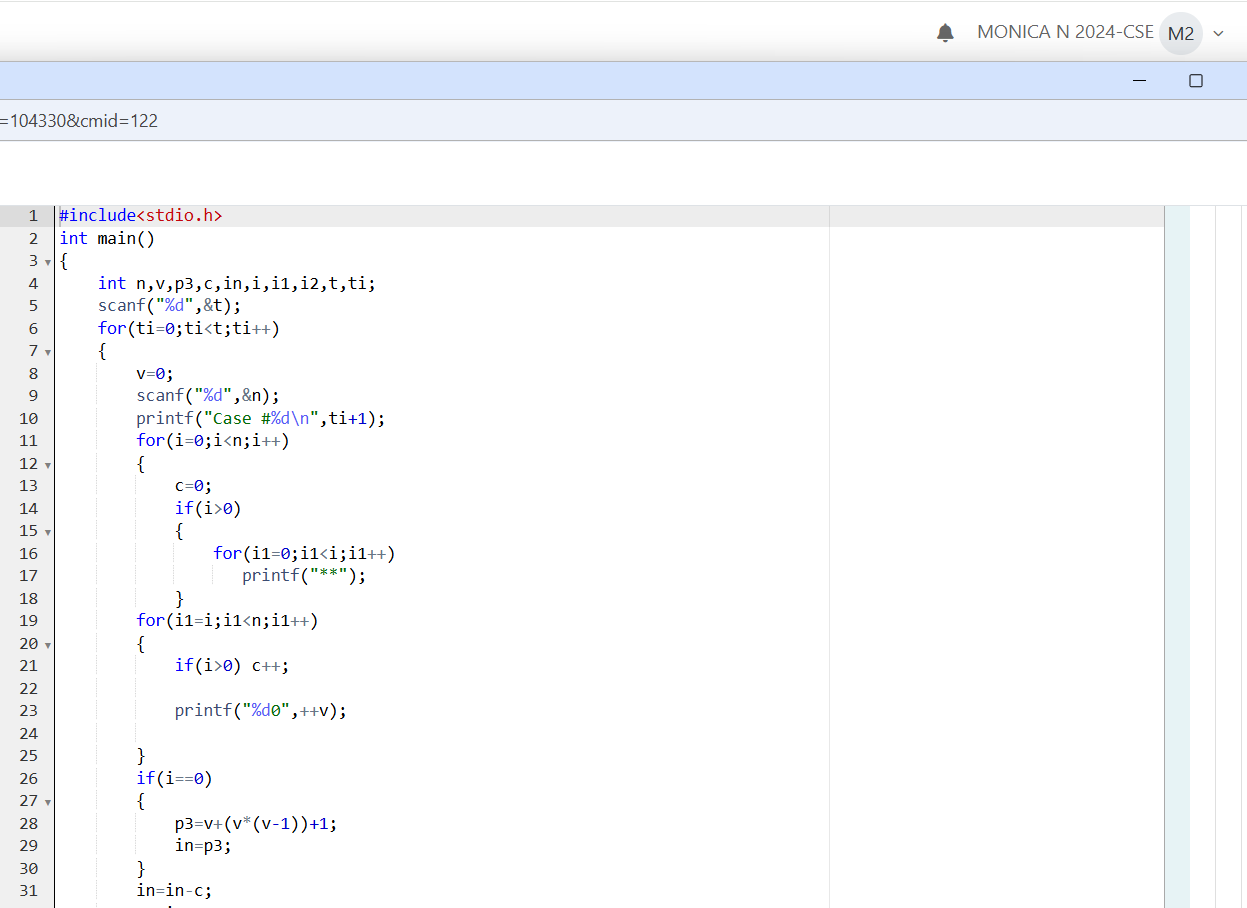 MONICA N 2024-CSE M2
=104330&cmid=122
1 #include<stdio.h>
2 int main()
3 {
4     int n,v,p3,c,in,i,i1,i2,t,ti;
5     scanf("%d",&t);
6     for(ti=0;ti<t;ti++)
7     {
8         v=0;
9         scanf("%d",&n);
10         printf("Case #%d\n",ti+1);
11         for(i=0;i<n;i++)
12         {
13             c=0;
14             if(i>0)
15             {
16                 for(i1=0;i1<i;i1++)
17                    printf("**");
18             }
19         for(i1=i;i1<n;i1++)
20         {
21             if(i>0) c++;
22
23             printf("%d0",++v);
24
25         }
26         if(i==0)
27         {
28             p3=v+(v*(v-1))+1;
29             in=p3;
30         }
31         in=in-c;